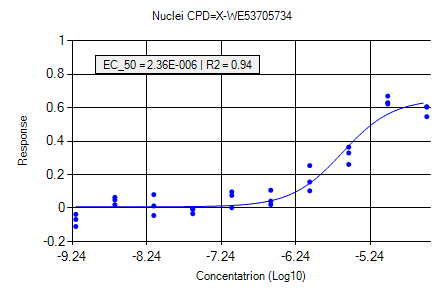 Nuclei CPD=X-WE53705734
1
EC_50 =2.36E-006 | R2 = 0.94
0.8
0.6
0.4
0.2
0
-0.2
Response
-9.24 -8.24 -7.24 -6.24 -5.24
Concentatrion (Log10)